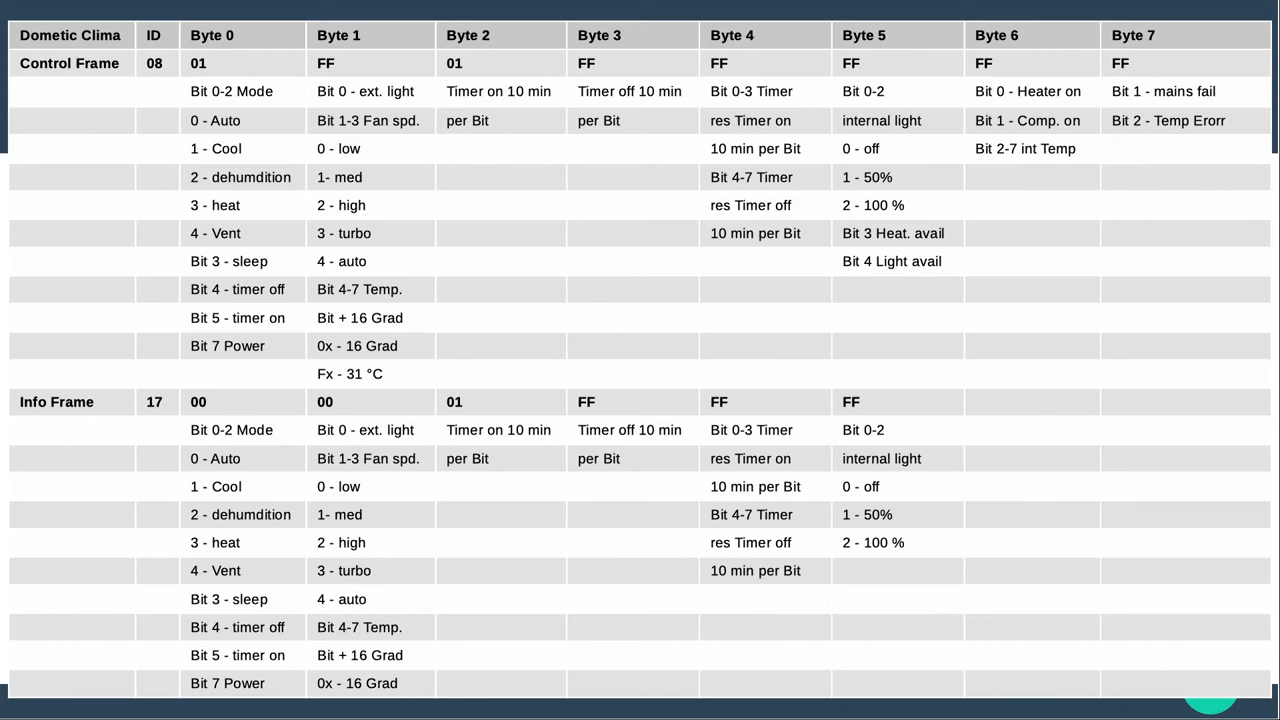 Dometic Clima ID Byte 0 Byte 1 Byte 2 Byte 3 Byte 4 Byte 5 Byte 6 Byte 7
Control Frame 08 01 FF 01 FF FF FF FF FF
Bit 0-2 Mode Bit 0 - ext. light Timer on 10 min Timer off 10 min Bit 0-3 Timer Bit 0-2 Bit 0 - Heater on Bit 1 - mains fail
0 - Auto Bit 1-3 Fan spd. per Bit per Bit res Timer on internal light Bit 1 - Comp. on Bit 2 - Temp Erorr
1 - Cool 0 - low 10 min per Bit 0 - off Bit 2-7 int Temp
2 - dehumdition 1- med Bit 4-7 Timer 1 - 50%
3 - heat 2 - high res Timer off 2 - 100 %
4 - Vent 3 - turbo 10 min per Bit Bit 3 Heat. avail
Bit 3 - sleep 4 - auto Bit 4 Light avail
Bit 4 - timer off Bit 4-7 Temp.
Bit 5 - timer on Bit + 16 Grad
Bit 7 Power 0x - 16 Grad
Fx - 31 °C
Info Frame 17 00 00 01 FF FF FF
Bit 0-2 Mode Bit 0 - ext. light Timer on 10 min Timer off 10 min Bit 0-3 Timer Bit 0-2
0 - Auto Bit 1-3 Fan spd. per Bit per Bit res Timer on internal light
1 - Cool 0 - low 10 min per Bit 0 - off
2 - dehumdition 1- med Bit 4-7 Timer 1 - 50%
3 - heat 2 - high res Timer off 2 - 100 %
4 - Vent 3 - turbo 10 min per Bit
Bit 3 - sleep 4 - auto
Bit 4 - timer off Bit 4-7 Temp.
Bit 5 - timer on Bit + 16 Grad
Bit 7 Power 0x - 16 Grad